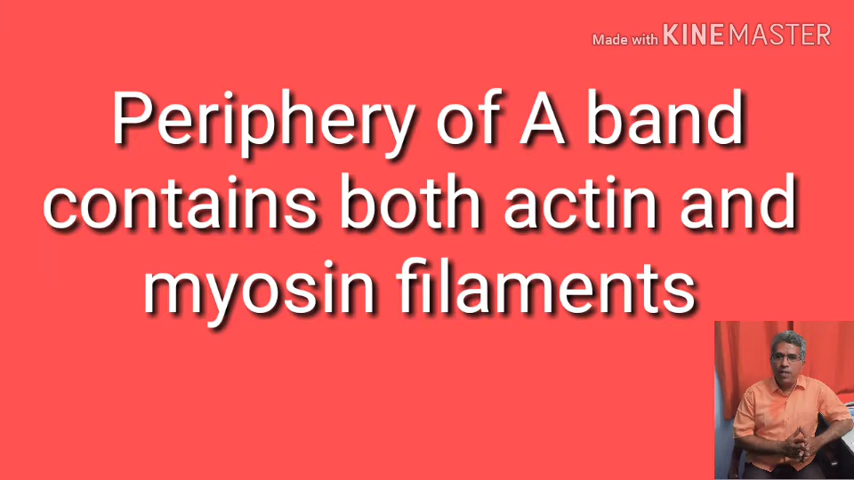 Made with KINEMASTER
Periphery of A band
contains both actin and
myosin filaments